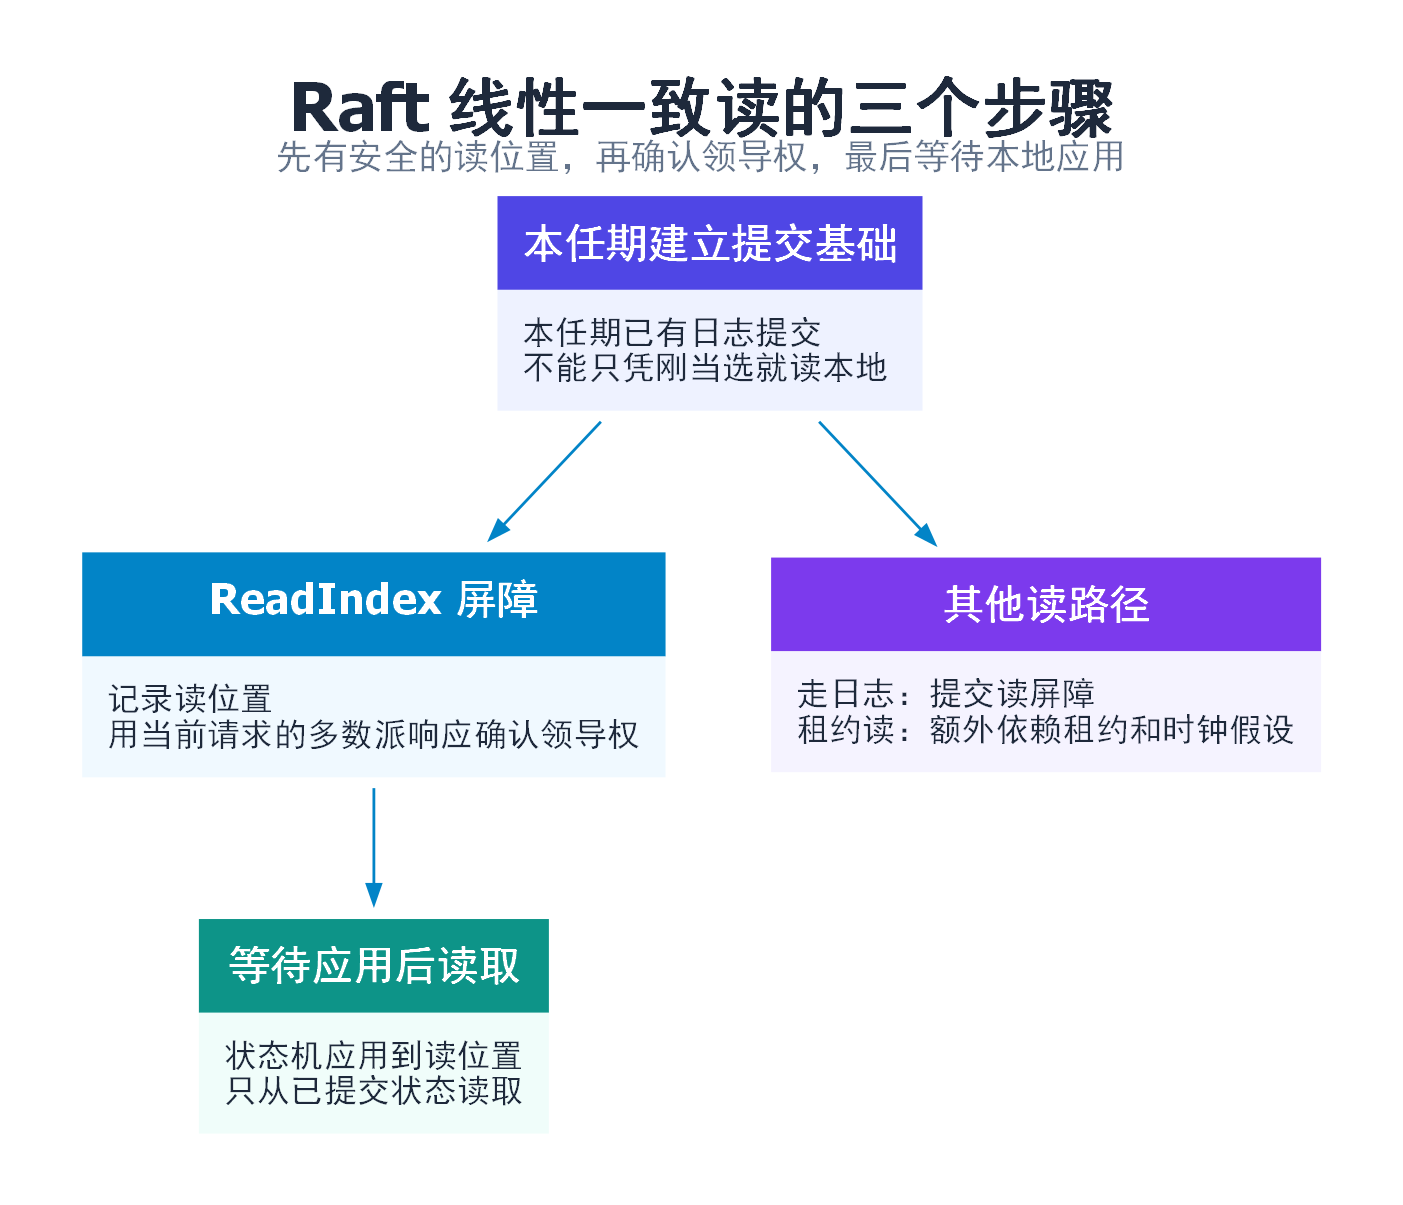 Raft 线性一致读的三个步骤
先有安全的读位置，再确认领导权，最后等待本地应用
本任期建立提交基础
本任期已有日志提交
不能只凭刚当选就读本地
ReadIndex 屏障
记录读位置
用当前请求的多数派响应确认领导权
其他读路径
走日志：提交读屏障
租约读：额外依赖租约和时钟假设
等待应用后读取
状态机应用到读位置
只从已提交状态读取